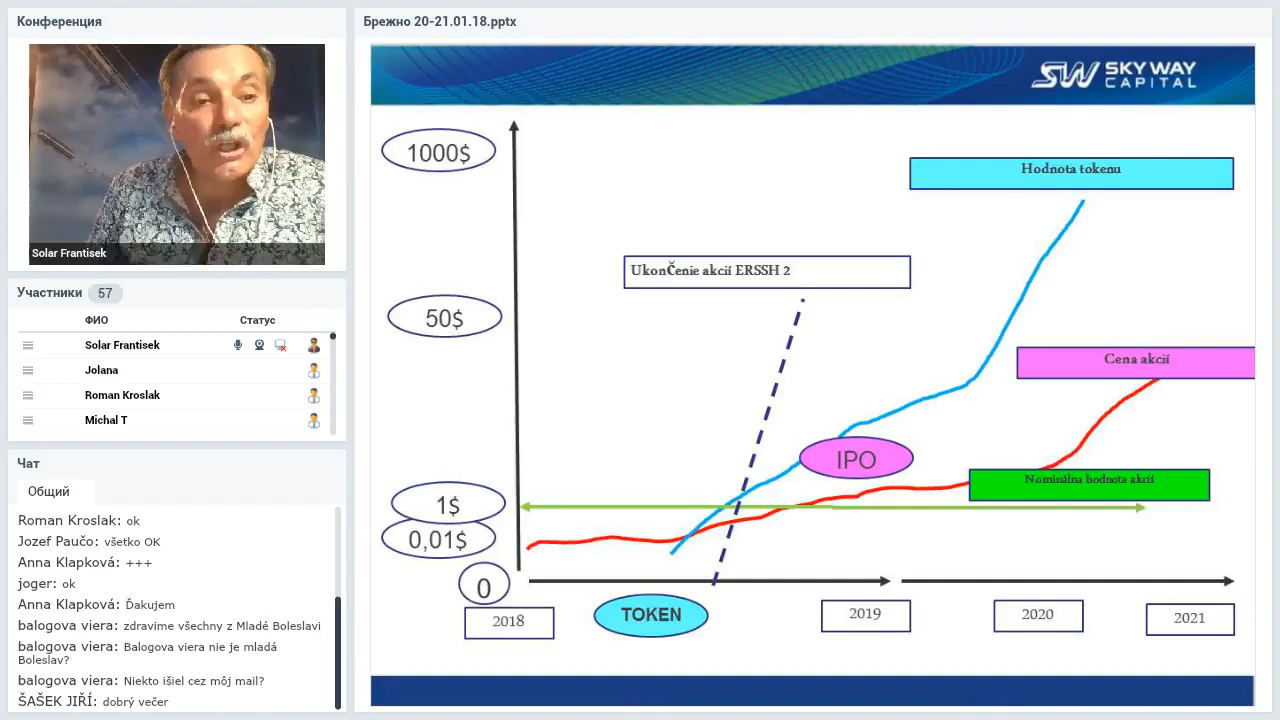 Конференция
Solar Frantisek
Участники 57
ФИО Статус
Solar Frantisek
Jolana
Roman Kroslak
Michal T
Чат
Общий
Roman Kroslak: ok
Jozef Paučo: všetko OK
Anna Klapková: +++
joger: ok
Anna Klapková: Ďakujem
balogova viera: zdravime všechny z Mladé Boleslavi
balogova viera: Balogova viera nie je mladá
Boleslav?
balogova viera: Niekto išiel cez môj mail?
ŠAŠEK JIŘÍ: dobrý večer
Брежно 20-21.01.18.pptx
SW SKY WAY
CAPITAL
1000$
Hodnota tokenu
UkonČenie akcií ERSSH 2
50$
Cena akcií
IPO
Nominálna hodnota akcií
1$
0,01$
0
2018
TOKEN
2019
2020
2021